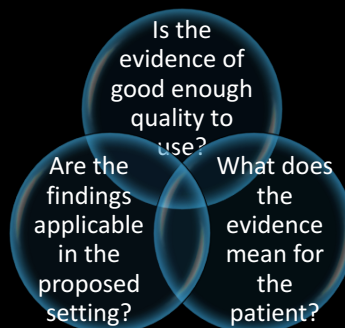 Is the
evidence of
good enough
quality to
use?
Are the
findings
applicable
in the
proposed
setting?
What does
the
evidence
mean for
the
patient?